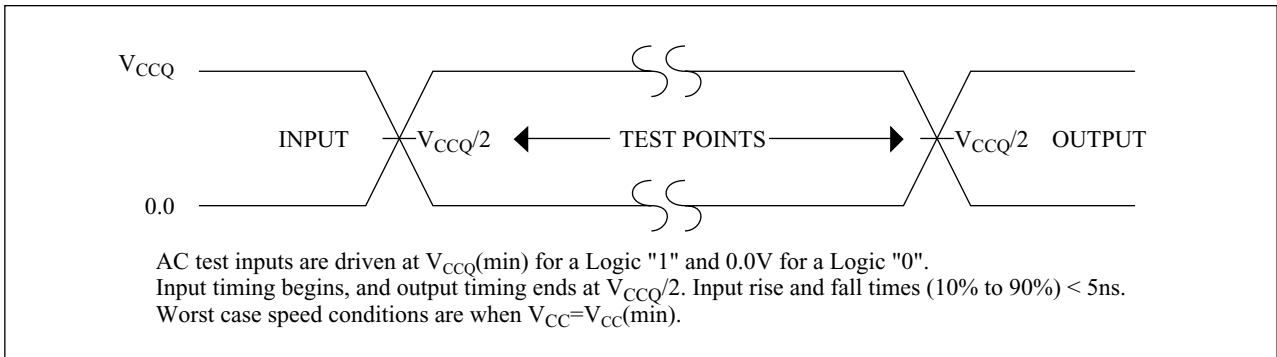 VCCQ
INPUT VCCQ/2 TEST POINTS VCCQ/2 OUTPUT
0.0
AC test inputs are driven at VCCQ(min) for a Logic "1" and 0.0V for a Logic "0".
Input timing begins, and output timing ends at VCCQ/2. Input rise and fall times (10% to 90%) < 5ns.
Worst case speed conditions are when VCC=VCC(min).